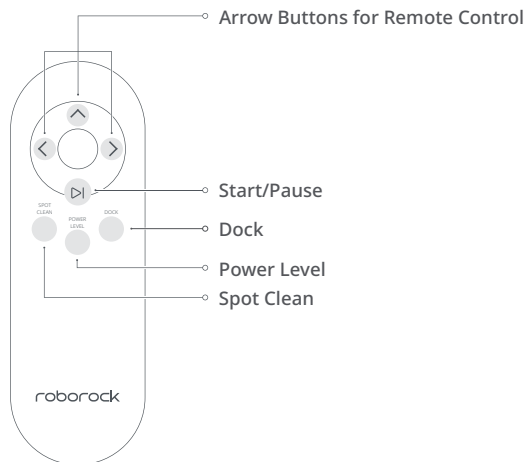 Arrow Buttons for Remote Control
Start/Pause
SPOT
CLEAN
POWER
LEVEL
DOCK
Dock
Power Level
Spot Clean
roborock